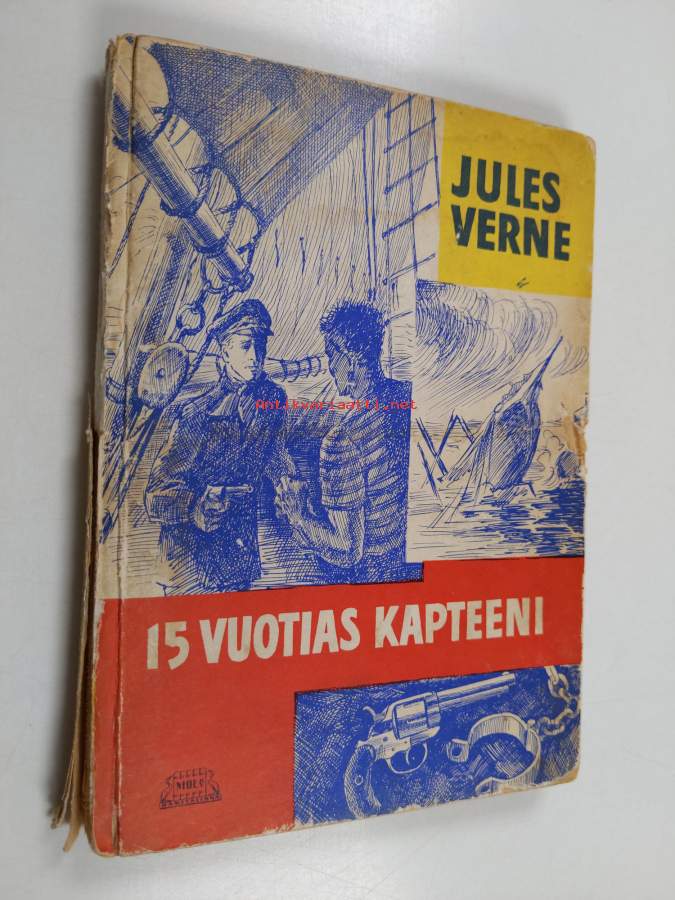 JULES
VERNE
Antikvariaatti.net
15 VUOTIAS KAPTEENI